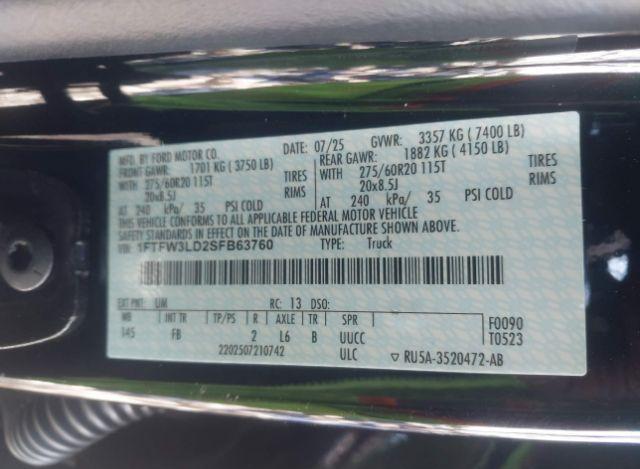 MFD. BY FORD MOTOR CO.
DATE: 07/25 GVWR: 3357 KG ( 7400 LB)
FRONT GAWR: 1701 KG ( 3750 LB)
REAR GAWR: 1882 KG ( 4150 LB)
WITH 275/60R20 115T TIRES
WITH 275/60R20 115T TIRES
20x8.5J RIMS
20x8.5J RIMS
AT 240 kPa/ 35 PSI COLD
AT 240 kPa/ 35 PSI COLD
THIS VEHICLE CONFORMS TO ALL APPLICABLE FEDERAL MOTOR VEHICLE
SAFETY STANDARDS IN EFFECT ON THE DATE OF MANUFACTURE SHOWN ABOVE.
VIN: 1FTFW3LD2SFB63760 TYPE: Truck
EXT PNT: UM RC: 13 DSO:
WB INT TR TP/PS R AXLE TR SPR F0090
145 FB 2 L6 B UUCC T0523
2202507210742 ULC ▽ RU5A-3520472-AB